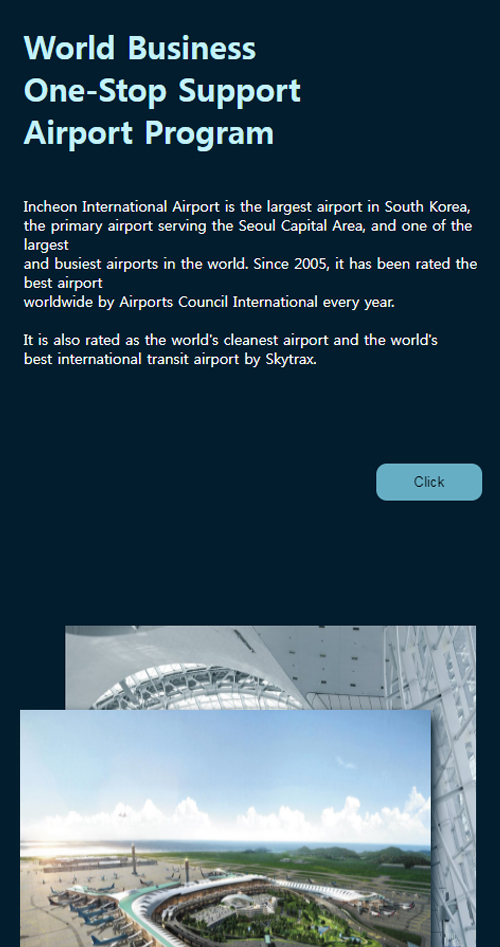 World Business
One-Stop Support
Airport Program
Incheon International Airport is the largest airport in South Korea,
the primary airport serving the Seoul Capital Area, and one of the
largest
and busiest airports in the world. Since 2005, it has been rated the
best airport
worldwide by Airports Council International every year.
It is also rated as the world's cleanest airport and the world's
best international transit airport by Skytrax.
Click